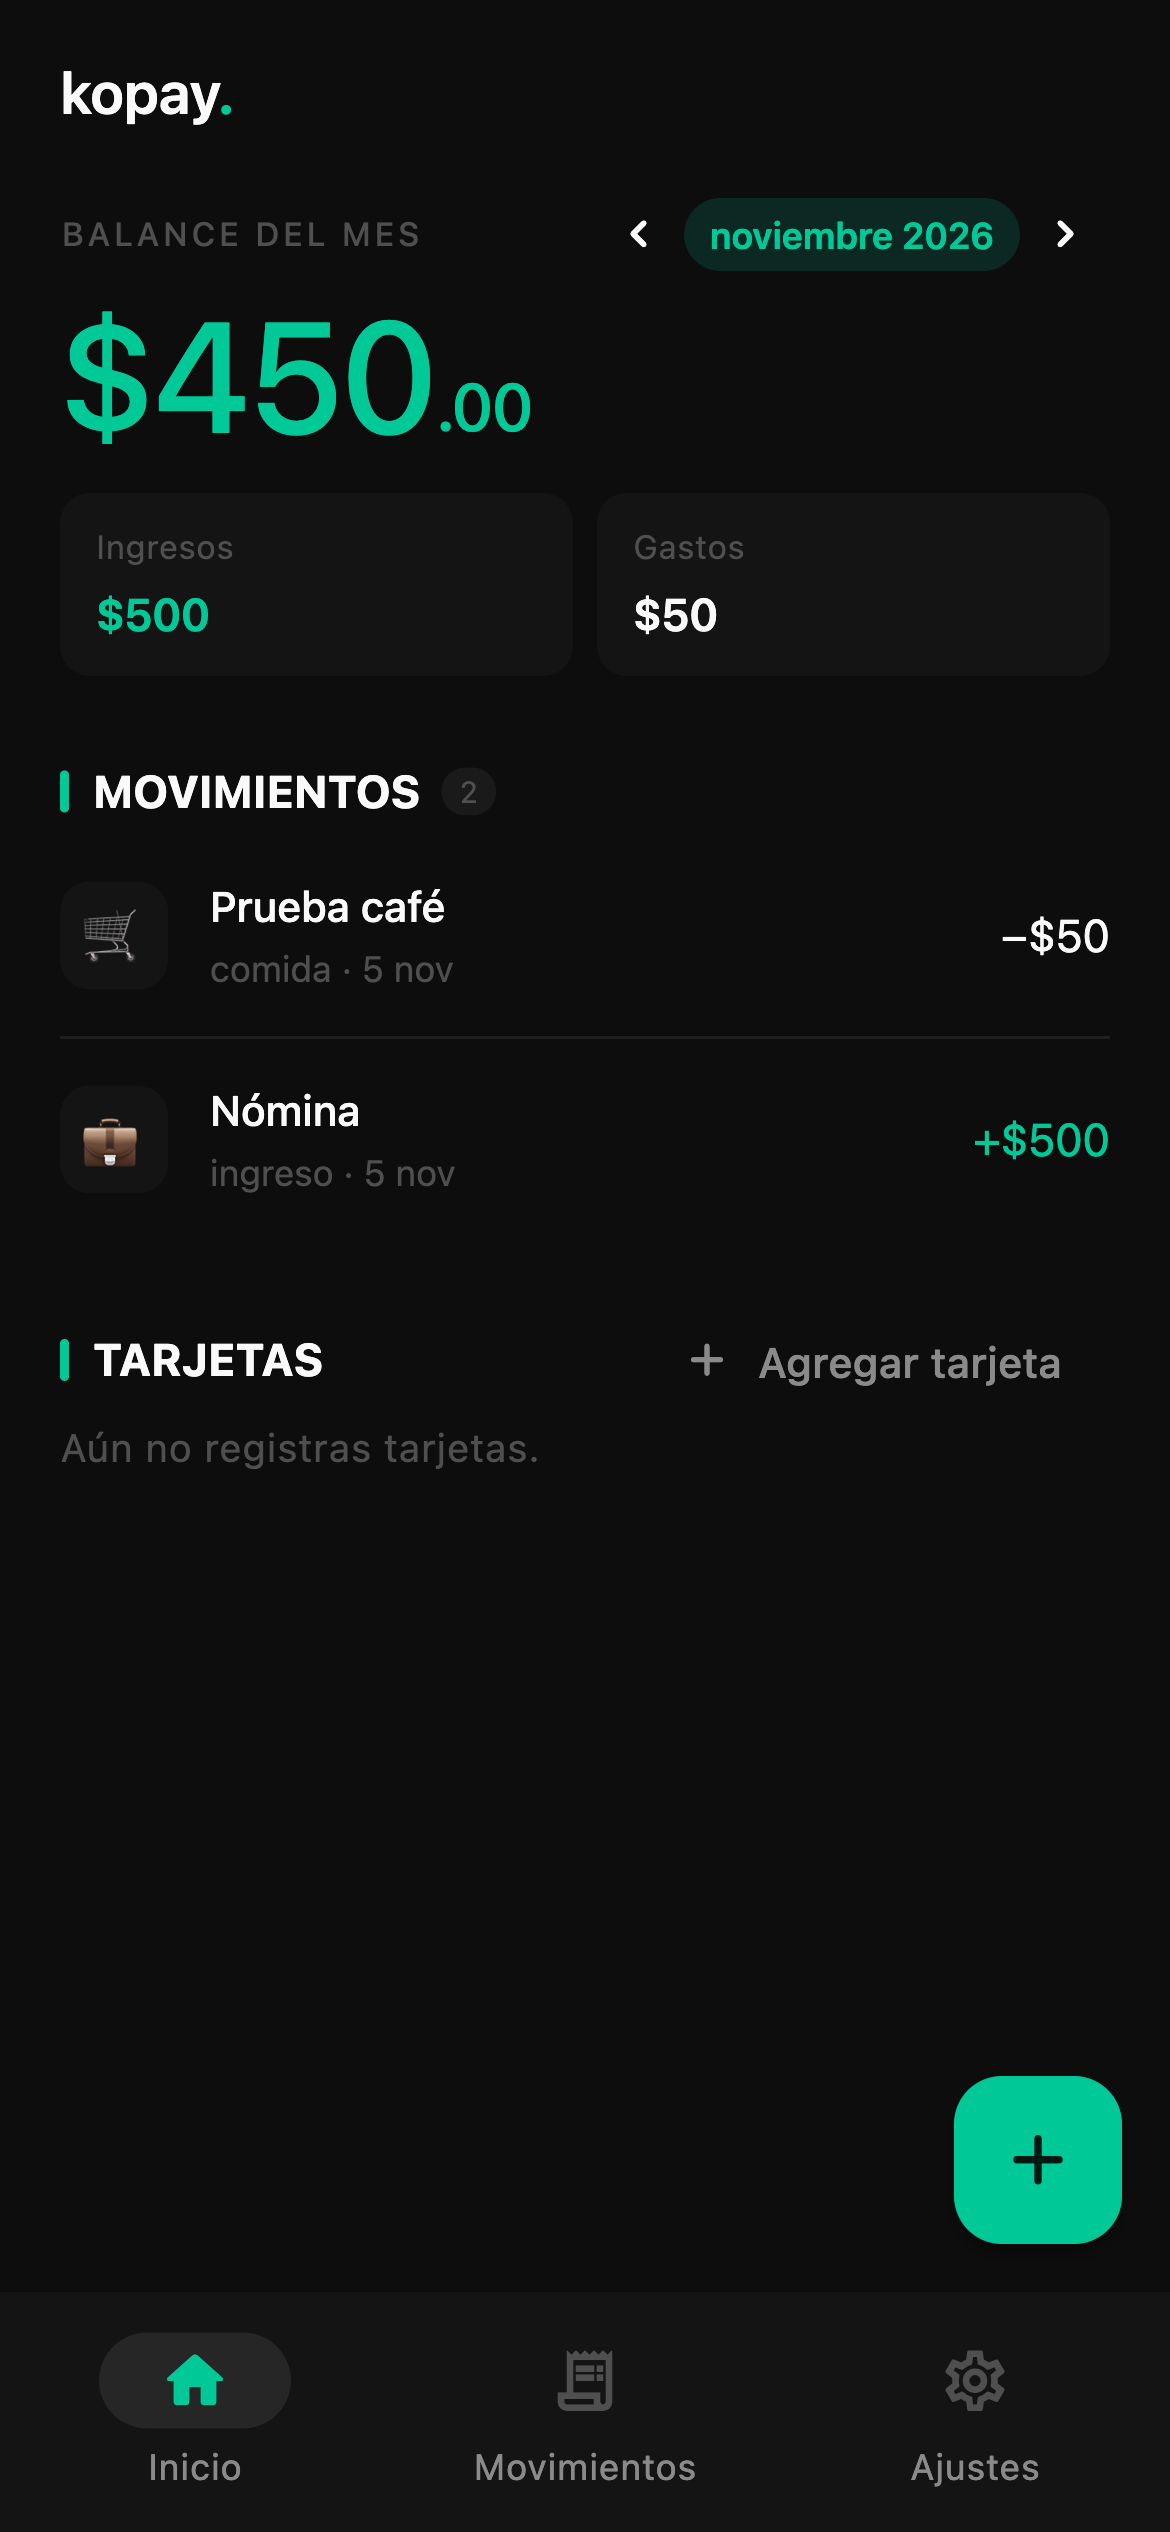 kopay.
BALANCE DEL MES
noviembre 2026
$450.00
Ingresos
$500
Gastos
$50
MOVIMIENTOS 2
Prueba café
comida · 5 nov
–$50
Nómina
ingreso · 5 nov
+$500
TARJETAS
+ Agregar tarjeta
Aún no registras tarjetas.
Inicio
Movimientos
Ajustes